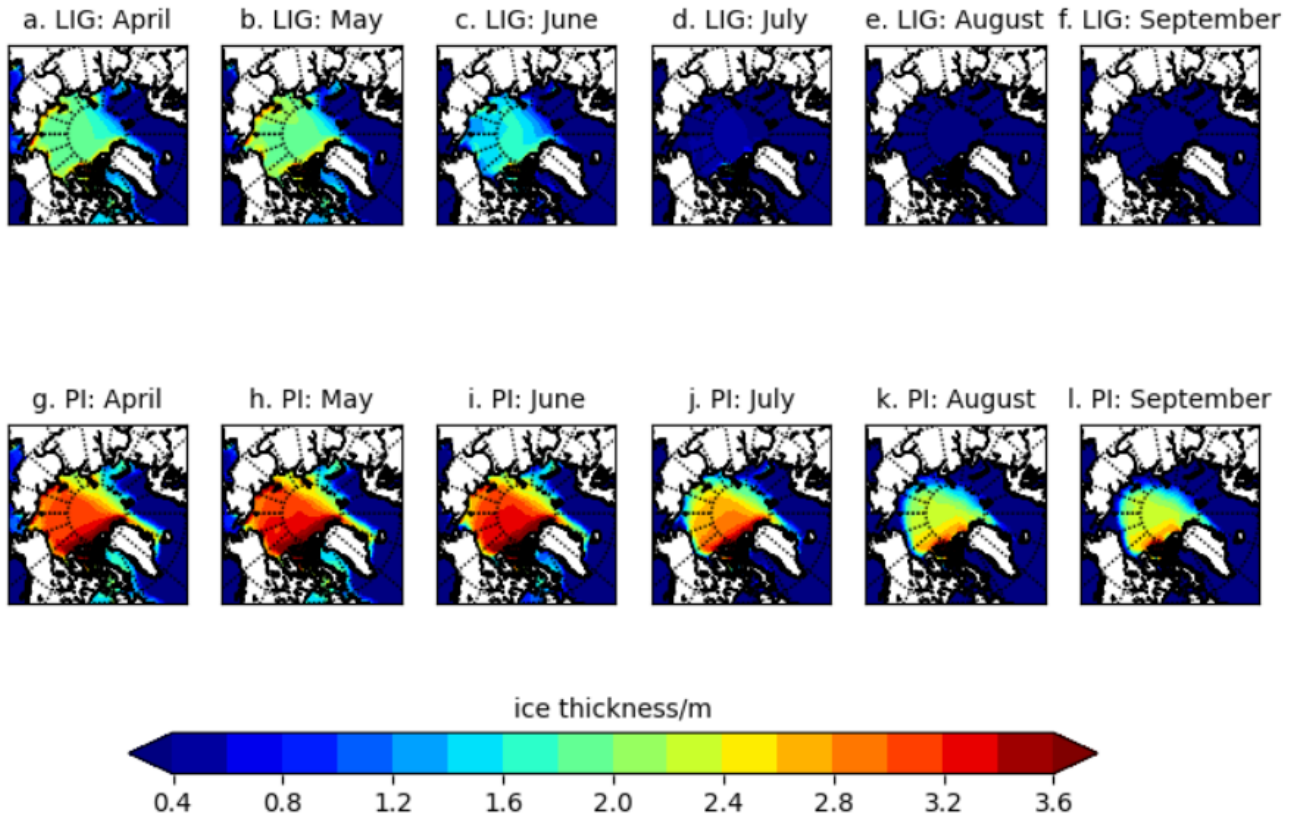 a. LIG: April b. LIG: May c. LIG: June d. LIG: July e. LIG: August f. LIG: September
g. PI: April h. PI: May i. PI: June j. PI: July k. PI: August l. PI: September
ice thickness/m
0.4 0.8 1.2 1.6 2.0 2.4 2.8 3.2 3.6